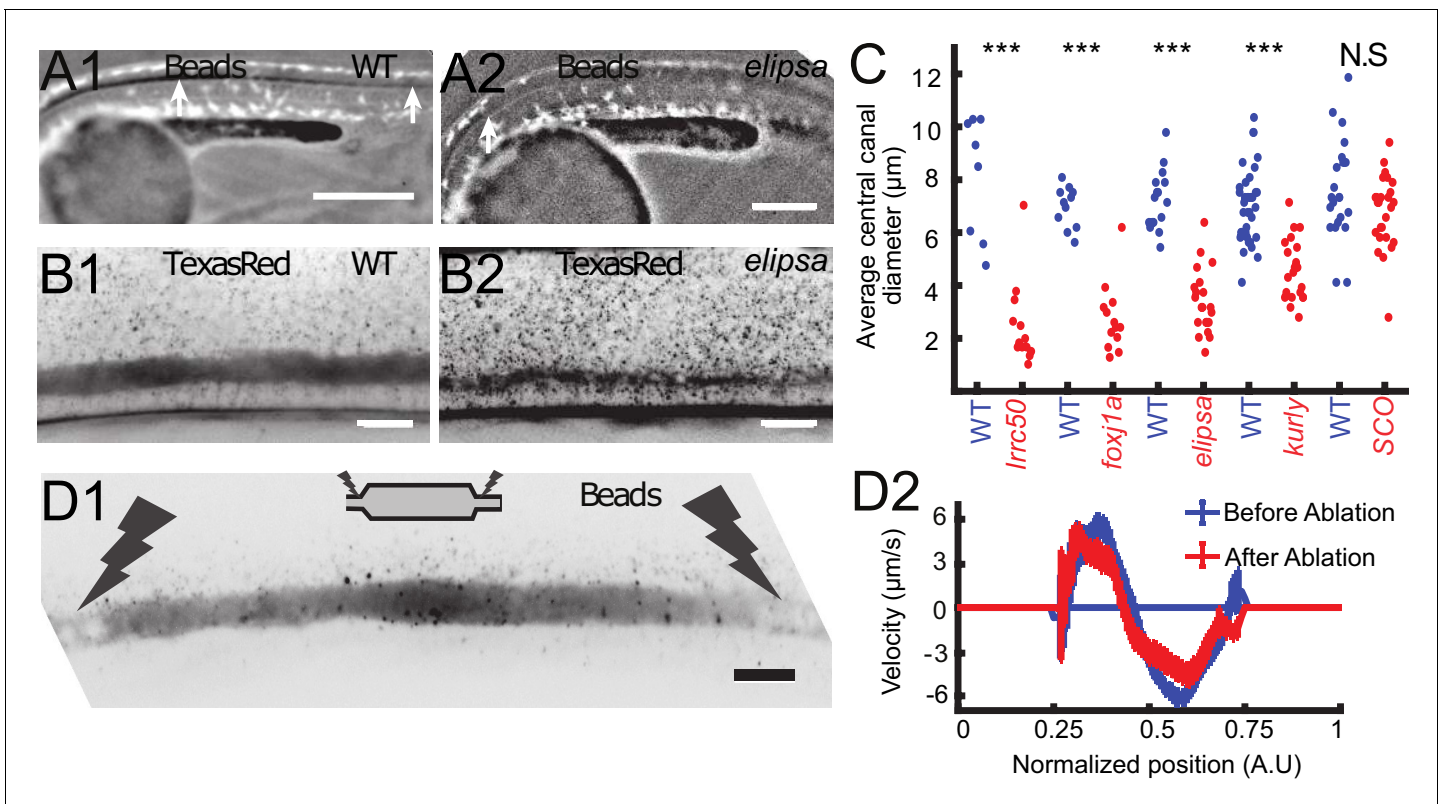 A1 Beads WT
A2 Beads elipsa
B1 TexasRed WT
B2 TexasRed elipsa
C
*** *** *** *** N.S
Average central canal
diameter (µm)
12
10
8
6
4
2
WT lrrc50 WT foxj1a WT elipsa WT kurly WT SCO
D1 Beads
D2
Before Ablation
After Ablation
Velocity (µm/s)
6
3
0
-3
-6
0 0.25 0.5 0.75 1
Normalized position (A.U)